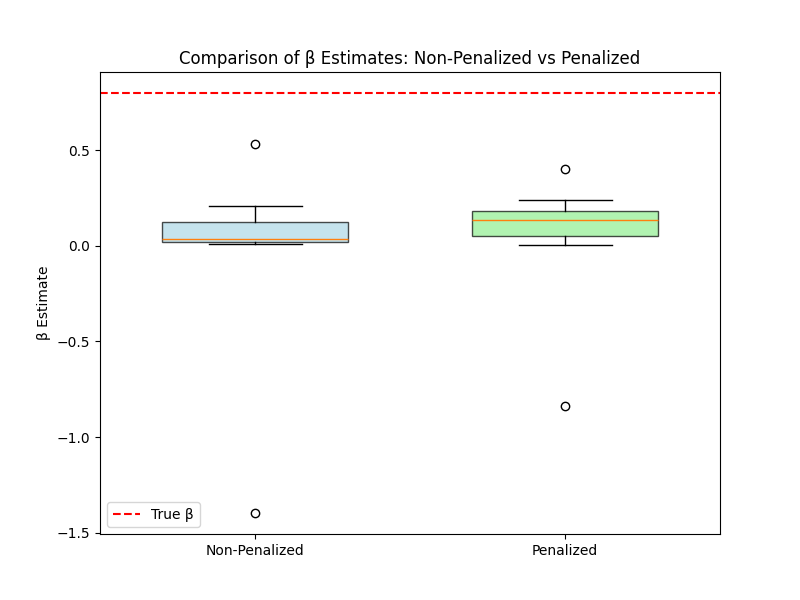 Comparison of β Estimates: Non-Penalized vs Penalized
β Estimate
0.5
0.0
−0.5
−1.0
−1.5
True β
Non-Penalized
Penalized